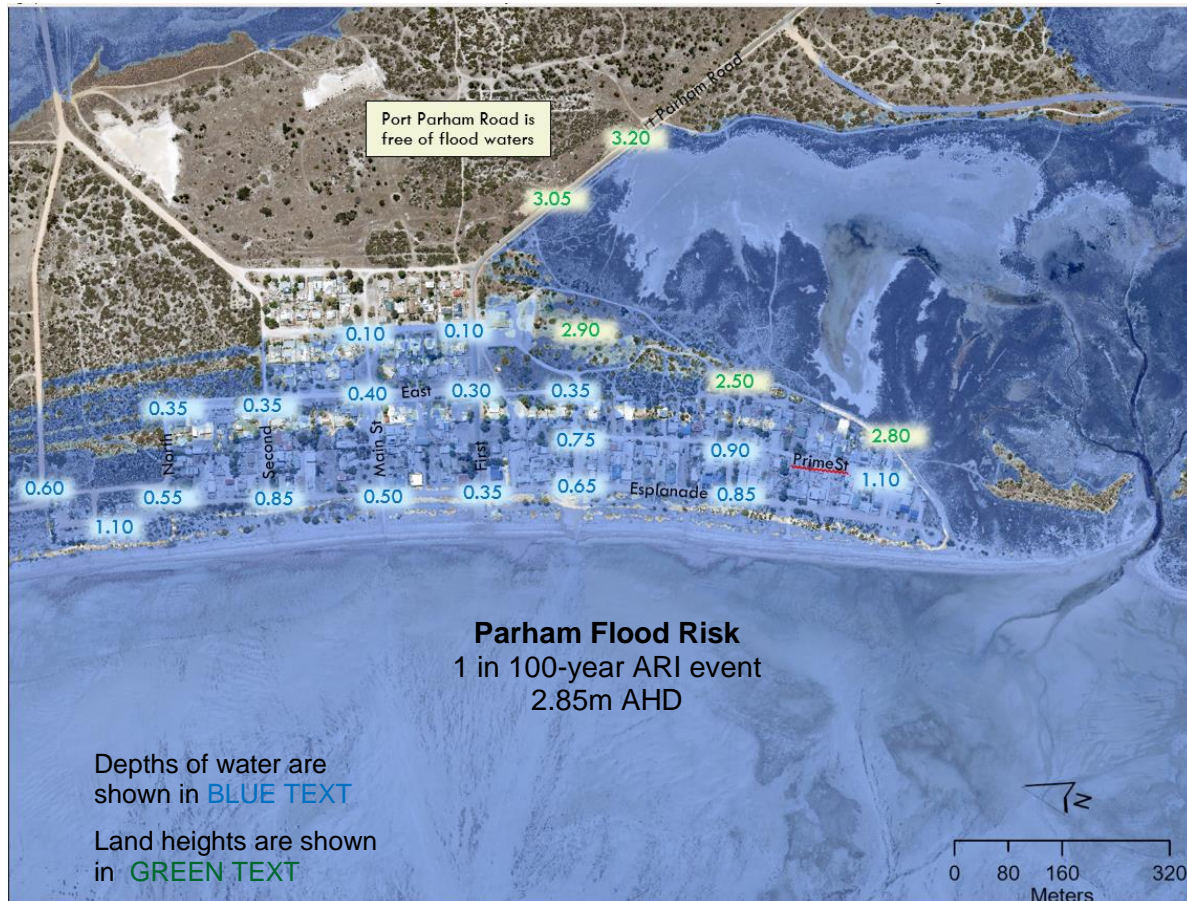 Port Parham Road
Port Parham Road is
free of flood waters
3.20
3.05
0.10
0.10
2.90
2.50
0.40
East
0.30
0.35
0.35
0.35
2.80
North
Second
Main St
First
0.75
0.90
Prime St
1.10
0.60
0.55
0.85
0.50
0.35
0.65
Esplanade
0.85
1.10
Parham Flood Risk
1 in 100-year ARI event
2.85m AHD
Depths of water are
shown in BLUE TEXT
Land heights are shown
in GREEN TEXT
N
0 80 160 320
Meters